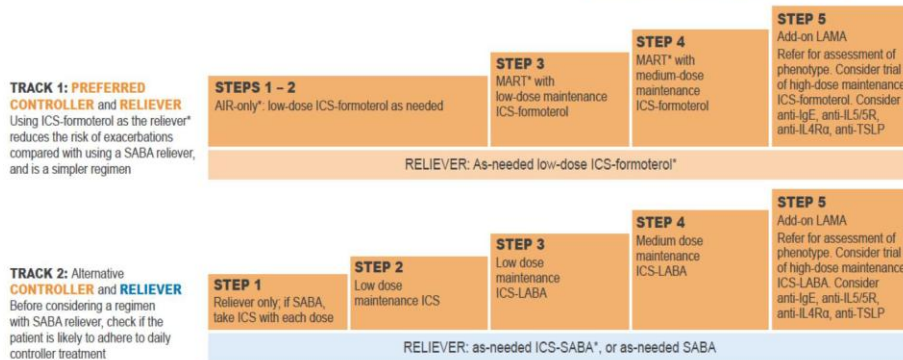 TRACK 1: PREFERRED
CONTROLLER and RELIEVER
Using ICS-formoterol as the reliever*
reduces the risk of exacerbations
compared with using a SABA reliever,
and is a simpler regimen
STEPS 1 – 2
AIR-only*: low-dose ICS-formoterol as needed
STEP 3
MART* with
low-dose maintenance
ICS-formoterol
STEP 4
MART* with
medium-dose
maintenance
ICS-formoterol
STEP 5
Add-on LAMA
Refer for assessment of
phenotype. Consider trial
of high-dose maintenance
ICS-formoterol. Consider
anti-IgE, anti-IL5/5R,
anti-IL4Rα, anti-TSLP
RELIEVER: As-needed low-dose ICS-formoterol*
TRACK 2: Alternative
CONTROLLER and RELIEVER
Before considering a regimen
with SABA reliever, check if the
patient is likely to adhere to daily
controller treatment
STEP 1
Reliever only; if SABA,
take ICS with each dose
STEP 2
Low dose
maintenance ICS
STEP 3
Low dose
maintenance
ICS-LABA
STEP 4
Medium dose
maintenance
ICS-LABA
STEP 5
Add-on LAMA
Refer for assessment of
phenotype. Consider trial
of high-dose maintenance
ICS-LABA. Consider
anti-IgE, anti-IL5/5R,
anti-IL4Rα, anti-TSLP
RELIEVER: as-needed ICS-SABA*, or as-needed SABA